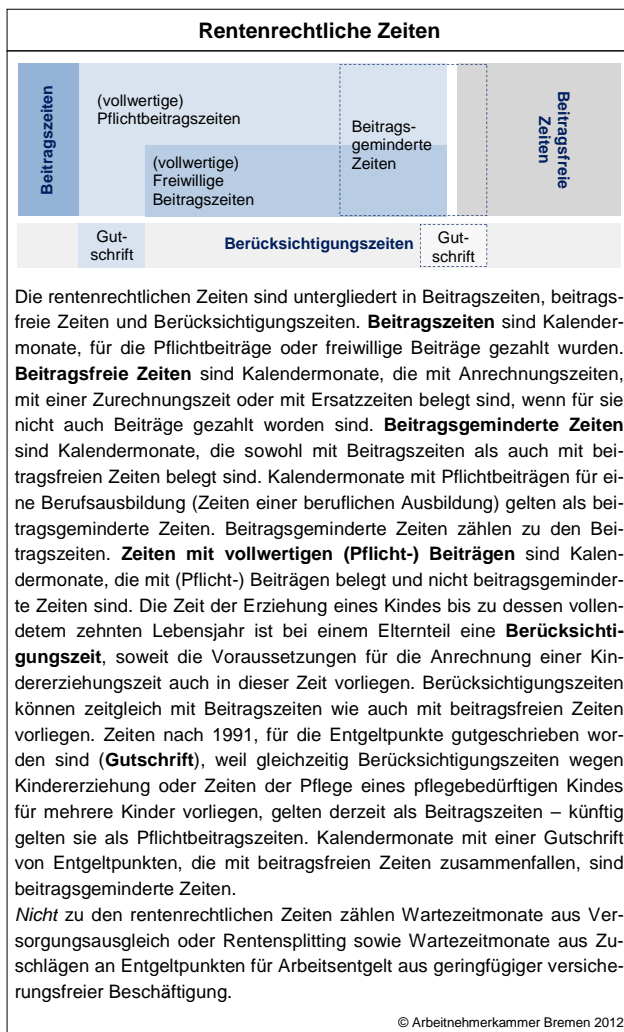 Rentenrechtliche Zeiten
Beitragszeiten
(vollwertige)
Pflichtbeitragszeiten
(vollwertige)
Freiwillige
Beitragszeiten
Beitrags-
geminderte
Zeiten
Beitragsfreie
Zeiten
Gut-
schrift
Berücksichtigungszeiten
Gut-
schrift
Die rentenrechtlichen Zeiten sind untergliedert in Beitragszeiten, beitrags-
freie Zeiten und Berücksichtigungszeiten. Beitragszeiten sind Kalender-
monate, für die Pflichtbeiträge oder freiwillige Beiträge gezahlt wurden.
Beitragsfreie Zeiten sind Kalendermonate, die mit Anrechnungszeiten,
mit einer Zurechnungszeit oder mit Ersatzzeiten belegt sind, wenn für sie
nicht auch Beiträge gezahlt worden sind. Beitragsgeminderte Zeiten
sind Kalendermonate, die sowohl mit Beitragszeiten als auch mit bei-
tragsfreien Zeiten belegt sind. Kalendermonate mit Pflichtbeiträgen für ei-
ne Berufsausbildung (Zeiten einer beruflichen Ausbildung) gelten als bei-
tragsgeminderte Zeiten. Beitragsgeminderte Zeiten zählen zu den Bei-
tragszeiten. Zeiten mit vollwertigen (Pflicht-) Beiträgen sind Kalen-
dermonate, die mit (Pflicht-) Beiträgen belegt und nicht beitragsgeminder-
te Zeiten sind. Die Zeit der Erziehung eines Kindes bis zu dessen vollen-
detem zehnten Lebensjahr ist bei einem Elternteil eine Berücksichti-
gungszeit, soweit die Voraussetzungen für die Anrechnung einer Kin-
dererziehungszeit auch in dieser Zeit vorliegen. Berücksichtigungszeiten
können zeitgleich mit Beitragszeiten wie auch mit beitragsfreien Zeiten
vorliegen. Zeiten nach 1991, für die Entgeltpunkte gutgeschrieben wor-
den sind (Gutschrift), weil gleichzeitig Berücksichtigungszeiten wegen
Kindererziehung oder Zeiten der Pflege eines pflegebedürftigen Kindes
für mehrere Kinder vorliegen, gelten derzeit als Beitragszeiten – künftig
gelten sie als Pflichtbeitragszeiten. Kalendermonate mit einer Gutschrift
von Entgeltpunkten, die mit beitragsfreien Zeiten zusammenfallen, sind
beitragsgeminderte Zeiten.
Nicht zu den rentenrechtlichen Zeiten zählen Wartezeitmonate aus Ver-
sorgungsausgleich oder Rentensplitting sowie Wartezeitmonate aus Zu-
schlägen an Entgeltpunkten für Arbeitsentgelt aus geringfügiger versiche-
rungsfreier Beschäftigung.
© Arbeitnehmerkammer Bremen 2012